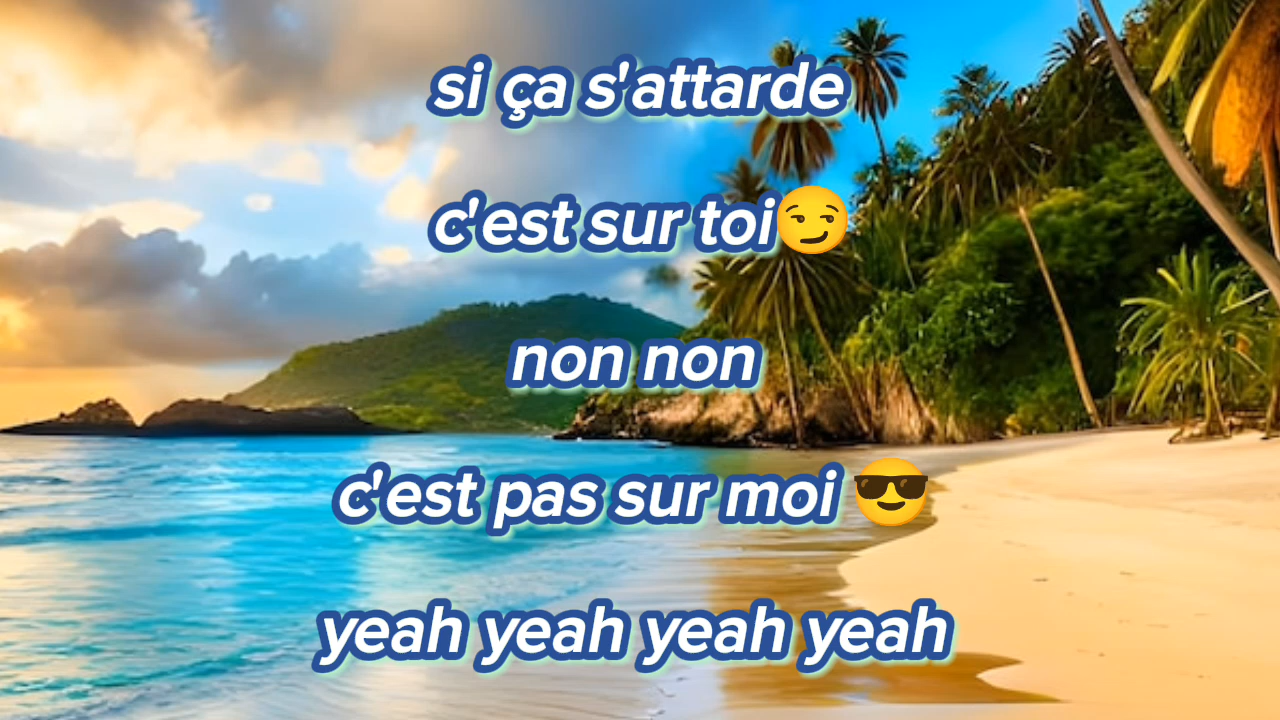 si ça s'attarde
c'est sur toi😏
non non
c'est pas sur moi 😎
yeah yeah yeah yeah